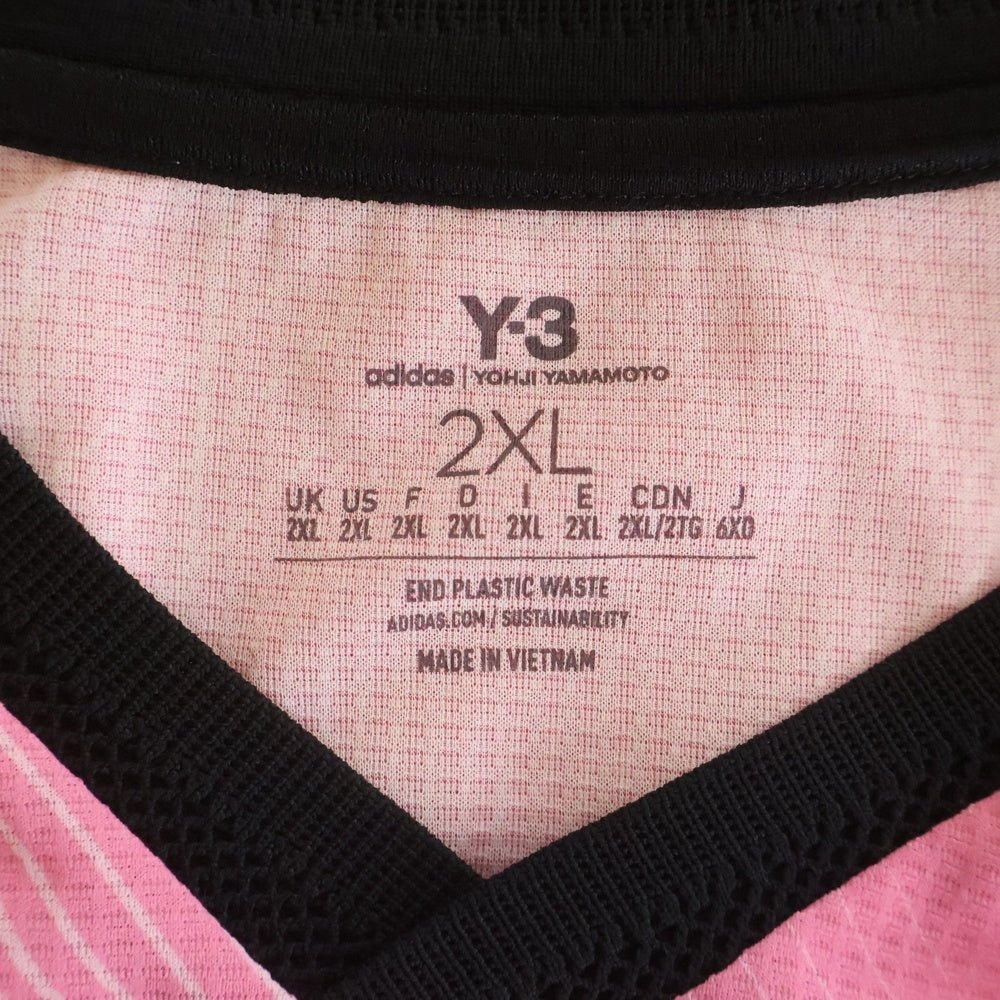 Y-3
adidas | YOHJI YAMAMOTO
2XL
UK US F D I E CDN J
2XL 2XL 2XL 2XL 2XL 2XL 2XL/2TG 6XO
END PLASTIC WASTE
ADIDAS.COM / SUSTAINABILITY
MADE IN VIETNAM